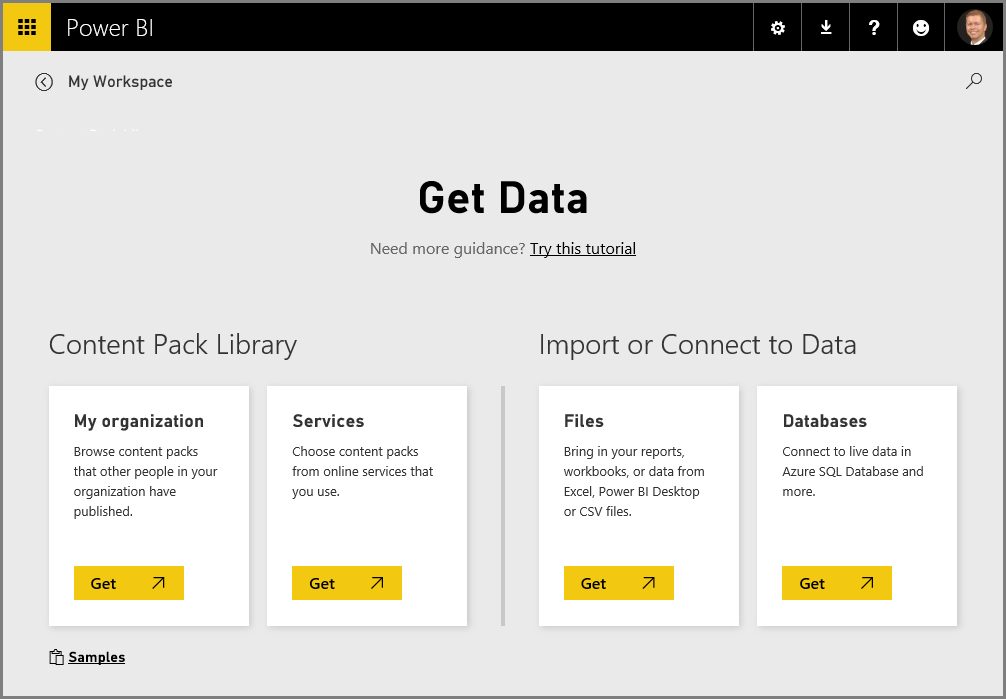 Power BI
?
My Workspace
Get Data
Need more guidance? Try this tutorial
Content Pack Library
My organization
Browse content packs
that other people in your
organization have
published.
Get
Services
Choose content packs
from online services that
you use.
Get
Import or Connect to Data
Files
Bring in your reports,
workbooks, or data from
Excel, Power BI Desktop
or CSV files.
Get
Databases
Connect to live data in
Azure SQL Database and
more.
Get
Samples